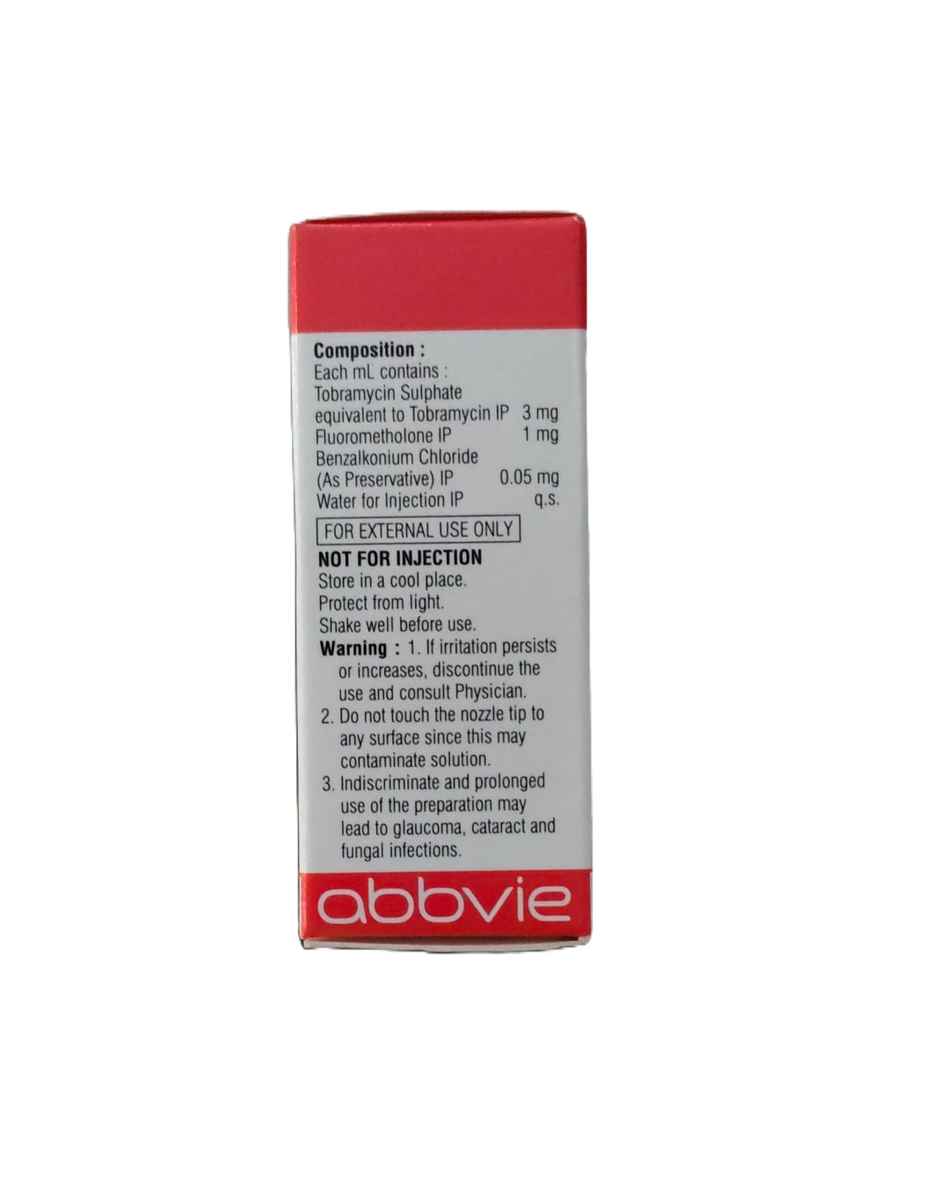 Composition :
Each mL contains :
Tobramycin Sulphate
equivalent to Tobramycin IP 3 mg
Fluorometholone IP 1 mg
Benzalkonium Chloride
(As Preservative) IP 0.05 mg
Water for Injection IP q.s.
FOR EXTERNAL USE ONLY
NOT FOR INJECTION
Store in a cool place.
Protect from light.
Shake well before use.
Warning : 1. If irritation persists
or increases, discontinue the
use and consult Physician.
2. Do not touch the nozzle tip to
any surface since this may
contaminate solution.
3. Indiscriminate and prolonged
use of the preparation may
lead to glaucoma, cataract and
fungal infections.
abbvie